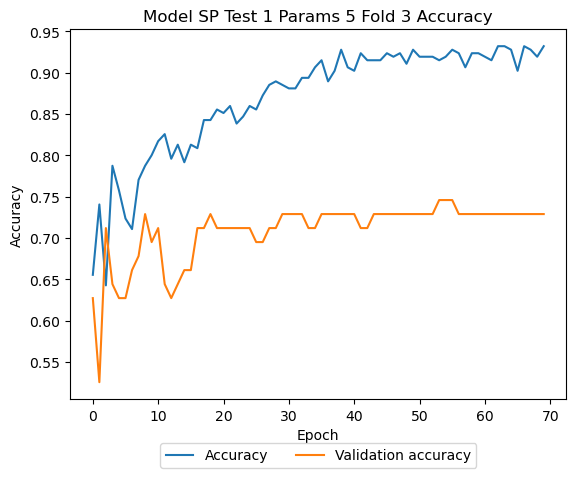 Model SP Test 1 Params 5 Fold 3 Accuracy
0.95
0.90
0.85
0.80
0.75
0.70
0.65
0.60
0.55
Accuracy
0 10 20 30 40 50 60 70
Epoch
Accuracy Validation accuracy